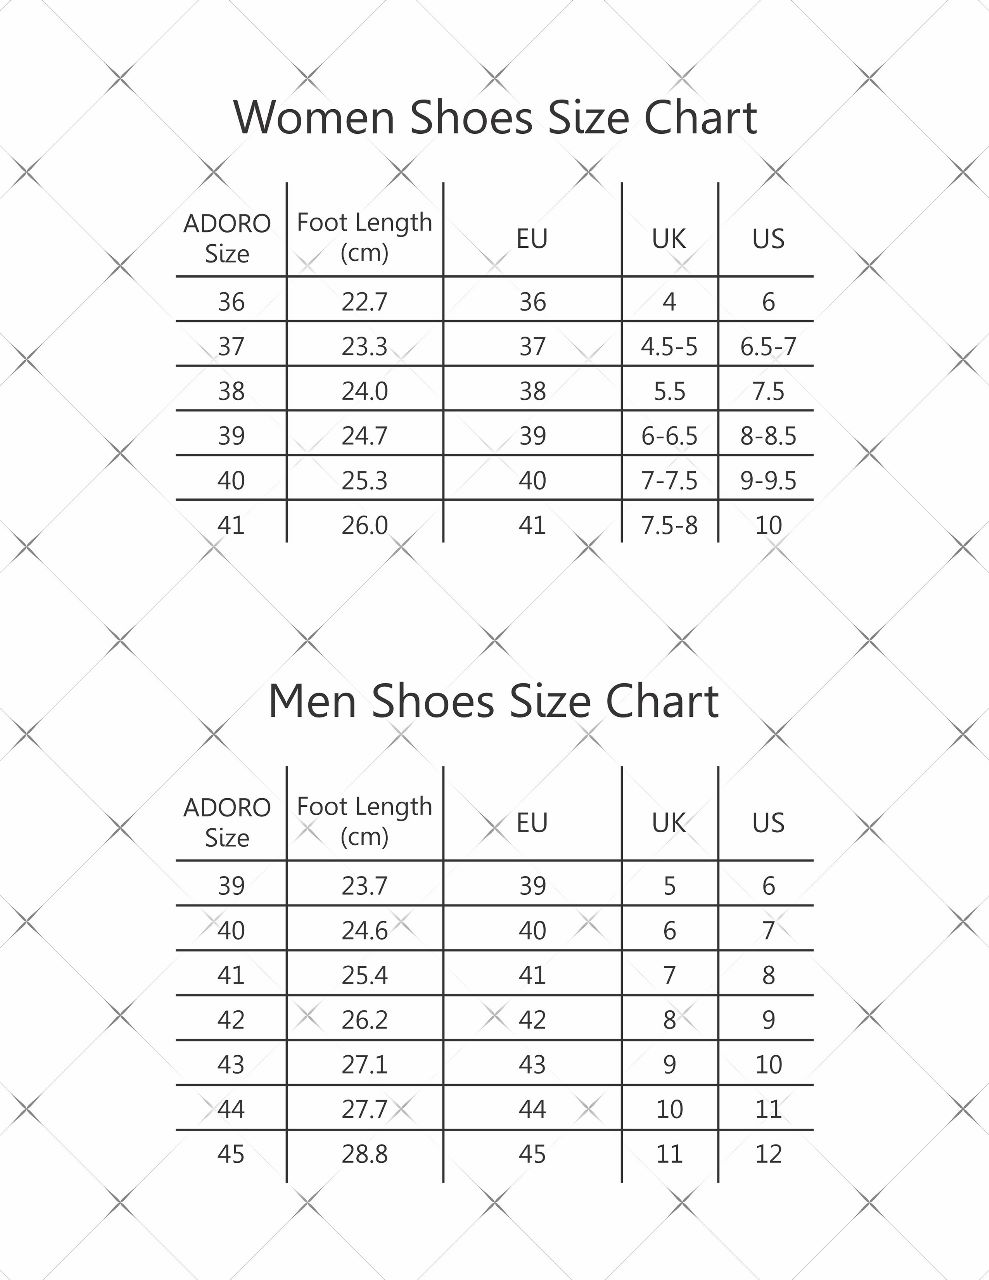 Women Shoes Size Chart
ADORO Size | Foot Length (cm) | EU | UK | US
36 | 22.7 | 36 | 4 | 6
37 | 23.3 | 37 | 4.5-5 | 6.5-7
38 | 24.0 | 38 | 5.5 | 7.5
39 | 24.7 | 39 | 6-6.5 | 8-8.5
40 | 25.3 | 40 | 7-7.5 | 9-9.5
41 | 26.0 | 41 | 7.5-8 | 10
Men Shoes Size Chart
ADORO Size | Foot Length (cm) | EU | UK | US
39 | 23.7 | 39 | 5 | 6
40 | 24.6 | 40 | 6 | 7
41 | 25.4 | 41 | 7 | 8
42 | 26.2 | 42 | 8 | 9
43 | 27.1 | 43 | 9 | 10
44 | 27.7 | 44 | 10 | 11
45 | 28.8 | 45 | 11 | 12